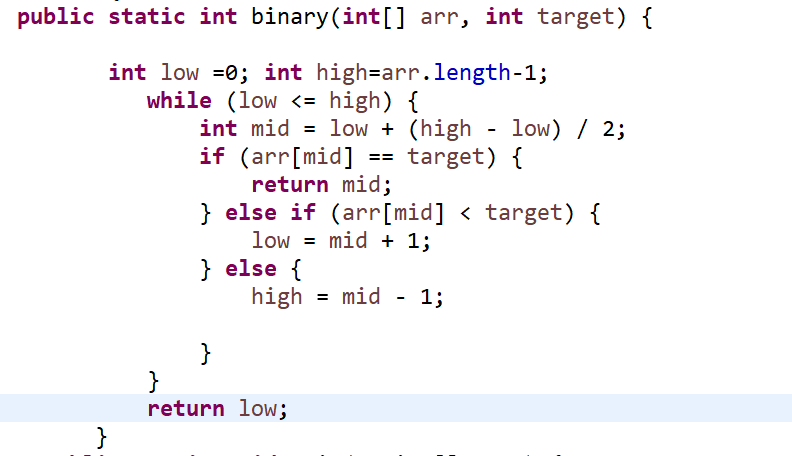 public static int binary(int[] arr, int target) {
int low =0; int high=arr.length-1;
while (low <= high) {
int mid = low + (high - low) / 2;
if (arr[mid] == target) {
return mid;
} else if (arr[mid] < target) {
low = mid + 1;
} else {
high = mid - 1;
}
}
return low;
}